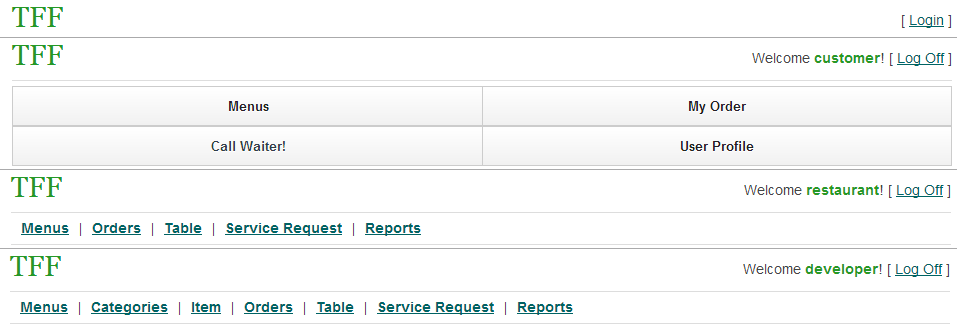 TFF [ Login ]
TFF Welcome customer! [ Log Off ]
Menus My Order
Call Waiter! User Profile
TFF Welcome restaurant! [ Log Off ]
Menus | Orders | Table | Service Request | Reports
TFF Welcome developer! [ Log Off ]
Menus | Categories | Item | Orders | Table | Service Request | Reports